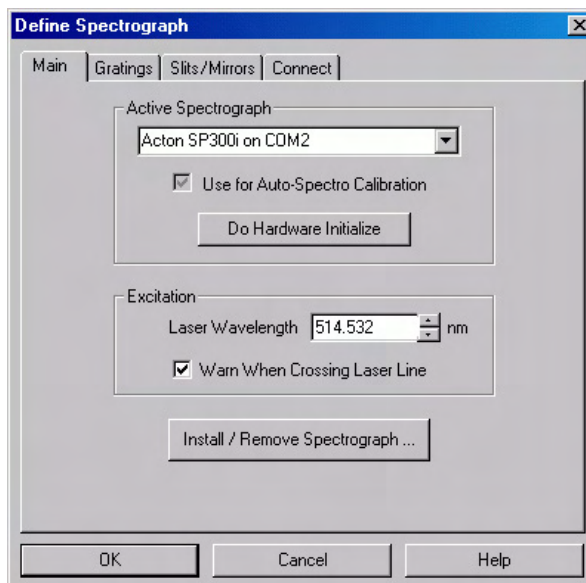 Define Spectrograph
Main Gratings Slits/Mirrors Connect
Active Spectrograph
Acton SP300i on COM2
Use for Auto-Spectro Calibration
Do Hardware Initialize
Excitation
Laser Wavelength 514.532 nm
Warn When Crossing Laser Line
Install / Remove Spectrograph ...
OK Cancel Help